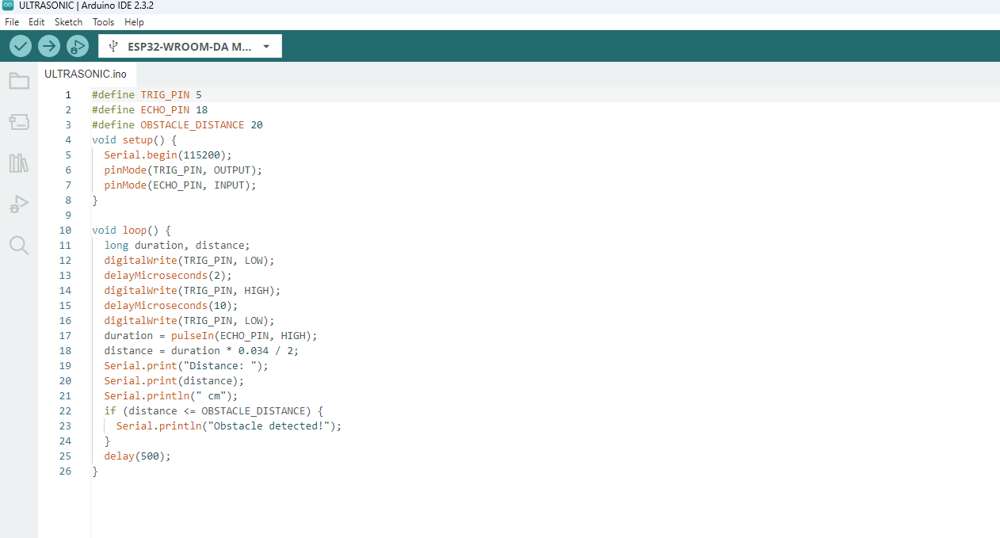 ULTRASONIC | Arduino IDE 2.3.2
File Edit Sketch Tools Help
ESP32-WROOM-DA M...
ULTRASONIC.ino
1 #define TRIG_PIN 5
2 #define ECHO_PIN 18
3 #define OBSTACLE_DISTANCE 20
4 void setup() {
5 Serial.begin(115200);
6 pinMode(TRIG_PIN, OUTPUT);
7 pinMode(ECHO_PIN, INPUT);
8 }
9
10 void loop() {
11 long duration, distance;
12 digitalWrite(TRIG_PIN, LOW);
13 delayMicroseconds(2);
14 digitalWrite(TRIG_PIN, HIGH);
15 delayMicroseconds(10);
16 digitalWrite(TRIG_PIN, LOW);
17 duration = pulseIn(ECHO_PIN, HIGH);
18 distance = duration * 0.034 / 2;
19 Serial.print("Distance: ");
20 Serial.print(distance);
21 Serial.println(" cm");
22 if (distance <= OBSTACLE_DISTANCE) {
23 Serial.println("Obstacle detected!");
24 }
25 delay(500);
26 }